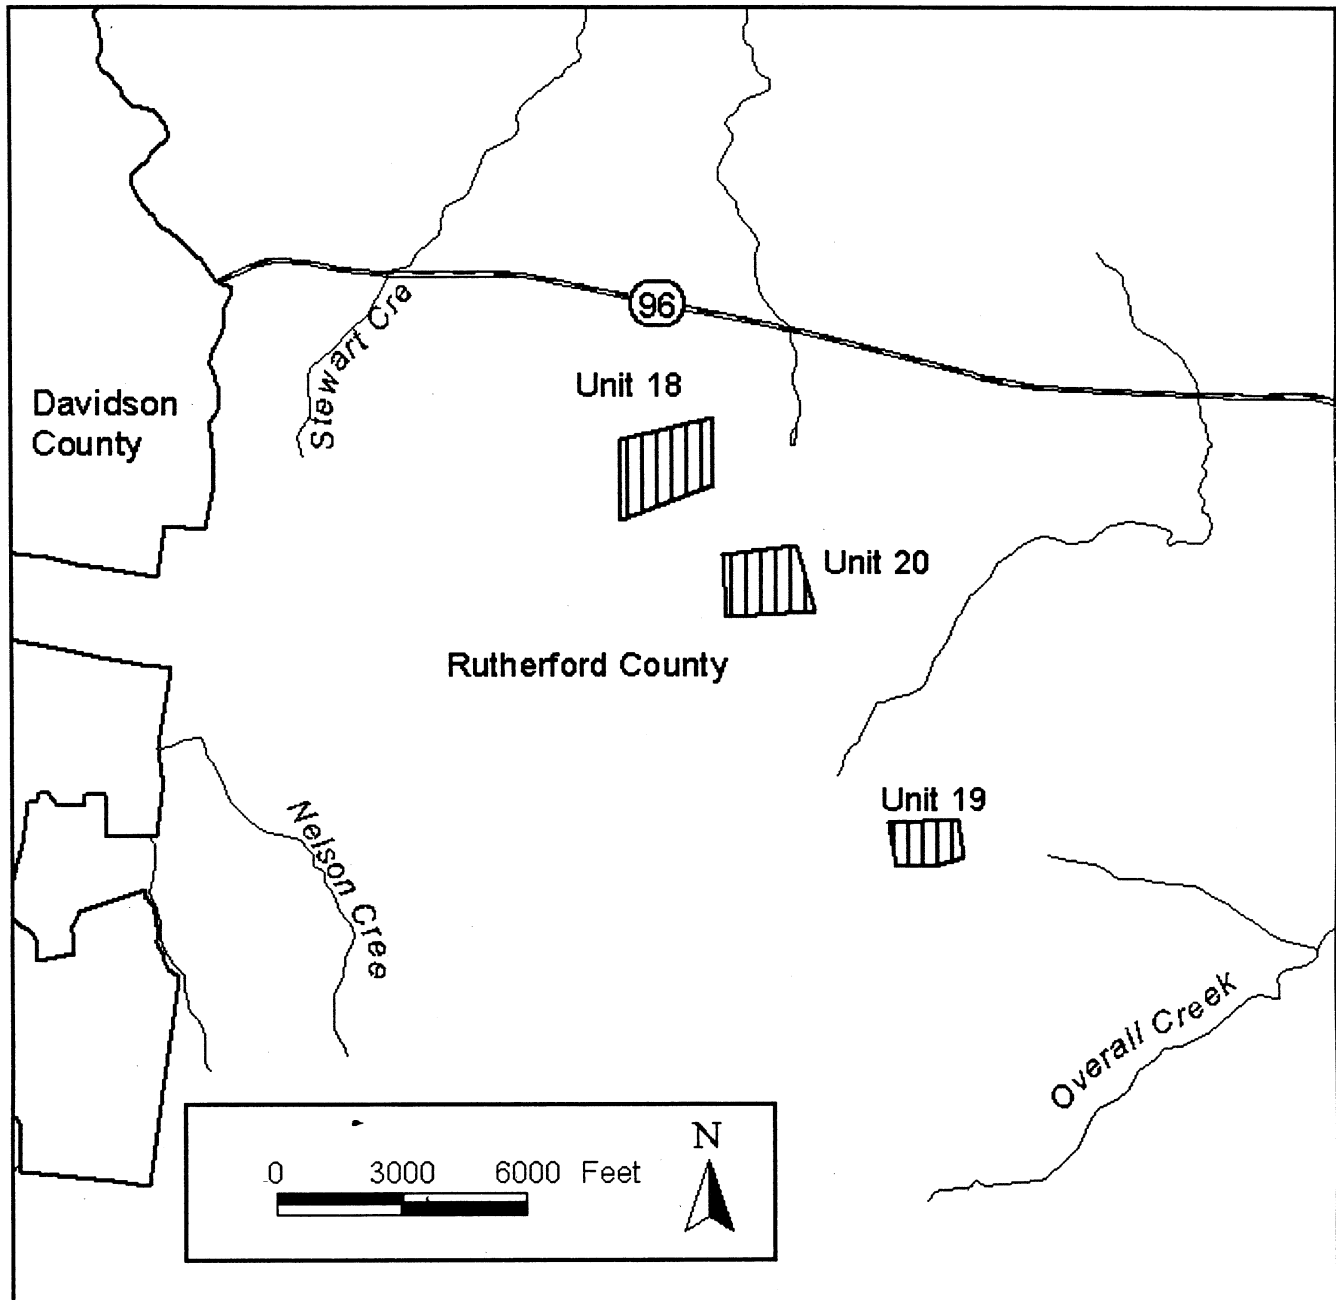 96
Stewart Cre
Unit 18
Davidson
County
Unit 20
Rutherford County
Unit 19
Nelson Cree
Overall Creek
N
0 3000 6000 Feet